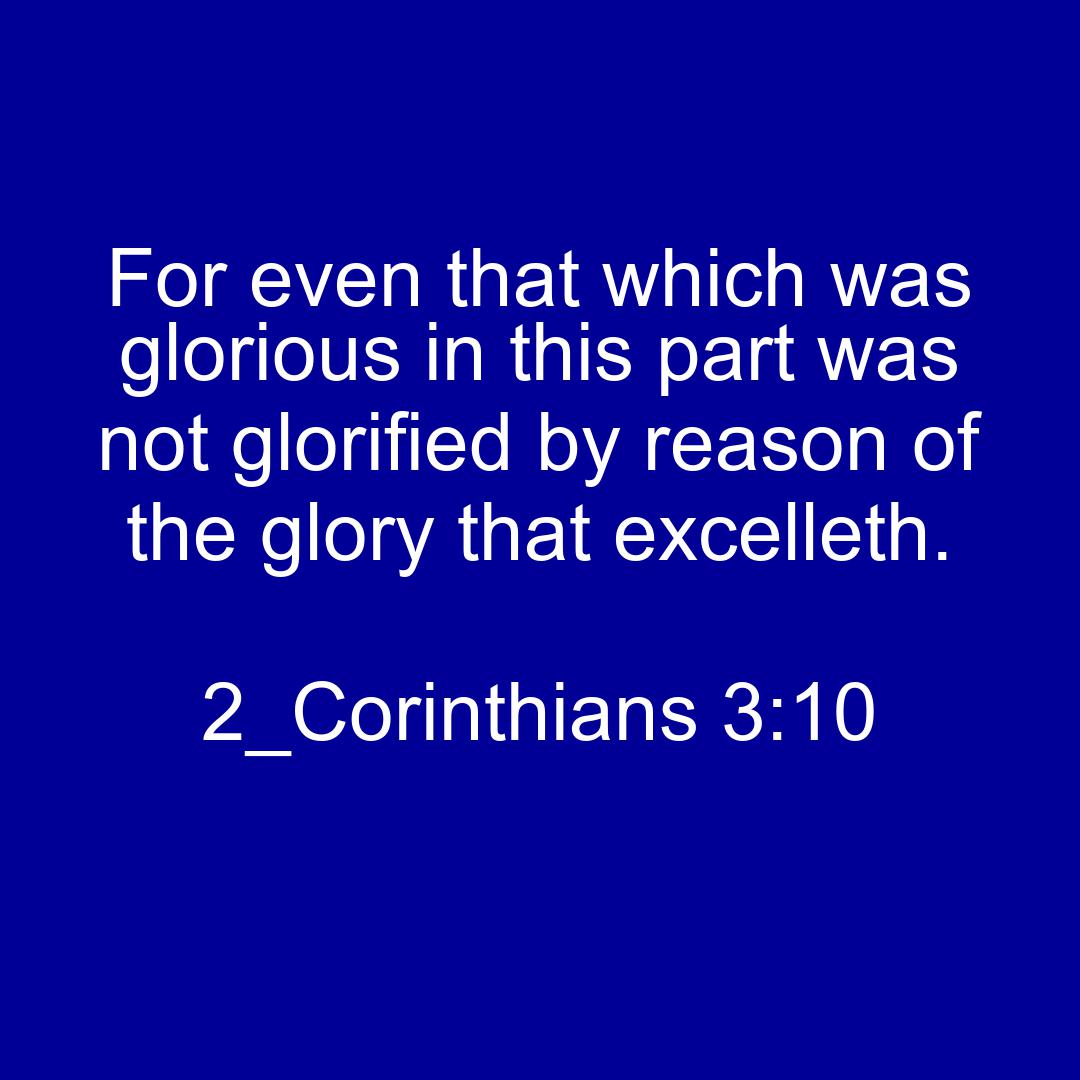 For even that which was
glorious in this part was
not glorified by reason of
the glory that excelleth.
2_Corinthians 3:10